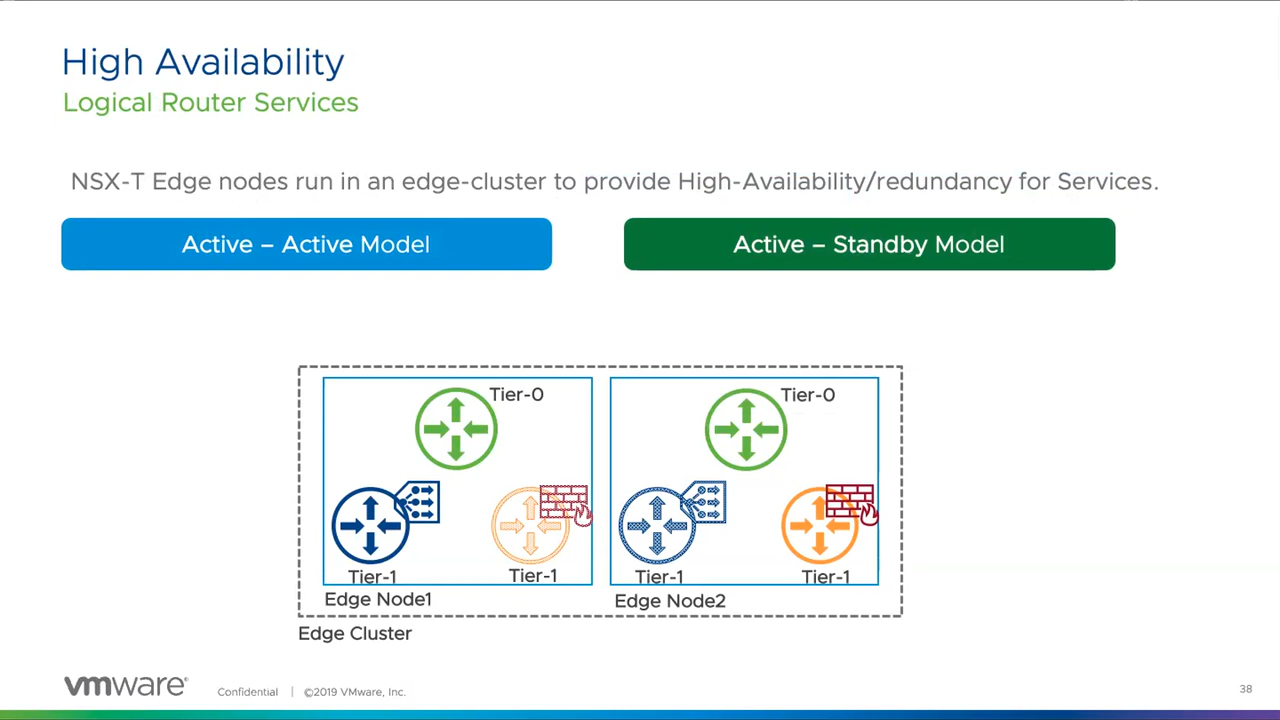 High Availability
Logical Router Services
NSX-T Edge nodes run in an edge-cluster to provide High-Availability/redundancy for Services.
Active – Active Model
Active – Standby Model
Tier-0
Tier-0
Tier-1
Tier-1
Tier-1
Tier-1
Edge Node1
Edge Node2
Edge Cluster
vmware®
Confidential | ©2019 VMware, Inc.
38